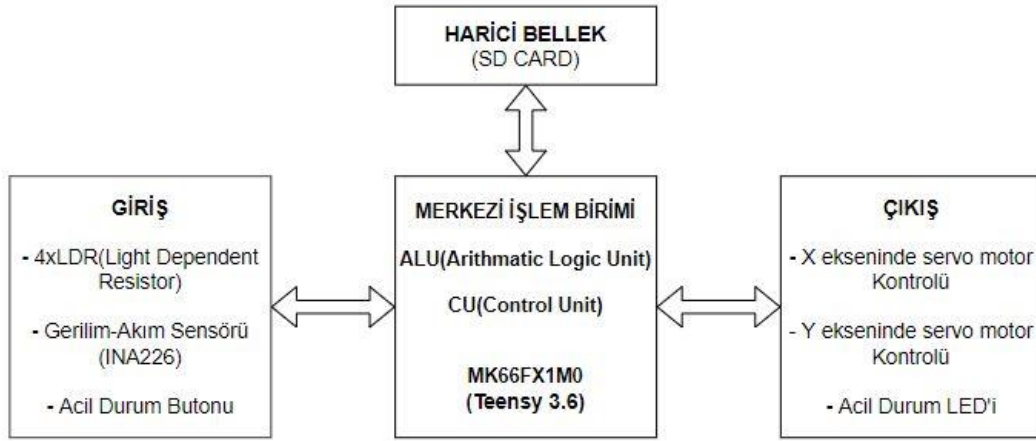 HARİCİ BELLEK
(SD CARD)
GİRİŞ
- 4xLDR(Light Dependent
Resistor)
- Gerilim-Akım Sensörü
(INA226)
- Acil Durum Butonu
MERKEZİ İŞLEM BİRİMİ
ALU(Arithmatic Logic Unit)
CU(Control Unit)
MK66FX1M0
(Teensy 3.6)
ÇIKIŞ
- X ekseninde servo motor
Kontrolü
- Y ekseninde servo motor
Kontrolü
- Acil Durum LED'i